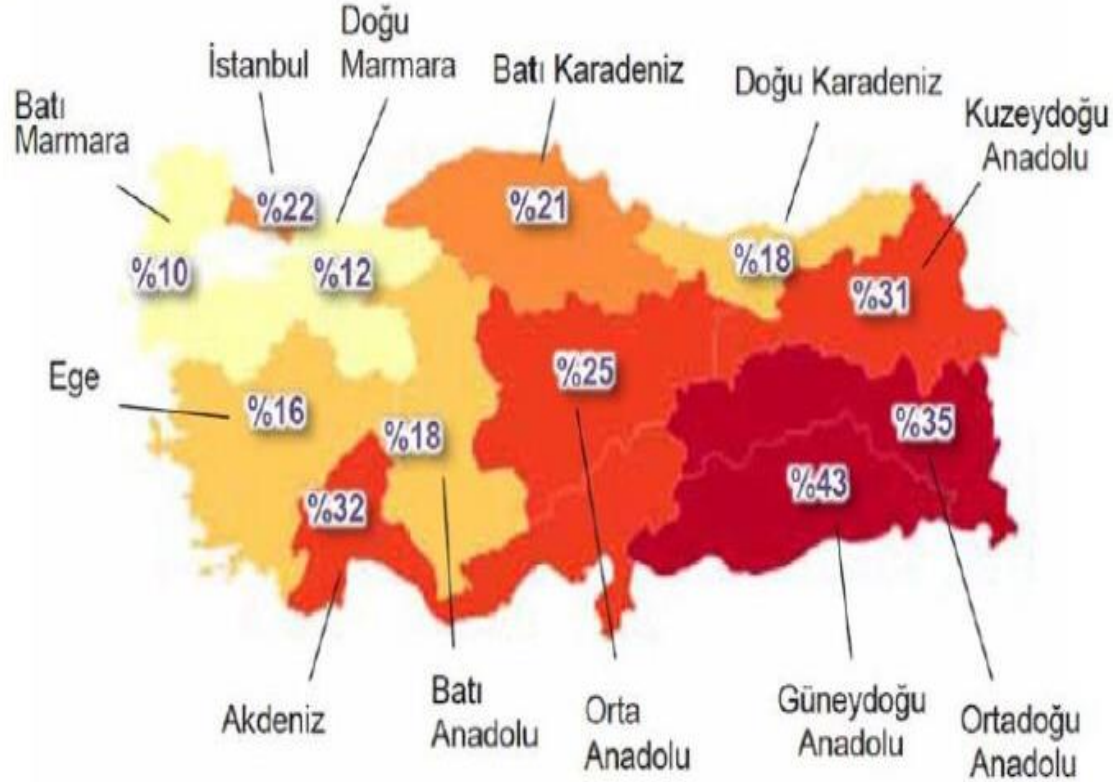 Doğu
Marmara
İstanbul
Batı Karadeniz
Doğu Karadeniz
Batı
Marmara
Kuzeydoğu
Anadolu
%22
%21
%18
%10
%12
%31
Ege
%25
%16
%18
%35
%32
%43
Akdeniz
Batı
Anadolu
Orta
Anadolu
Güneydoğu
Anadolu
Ortadoğu
Anadolu